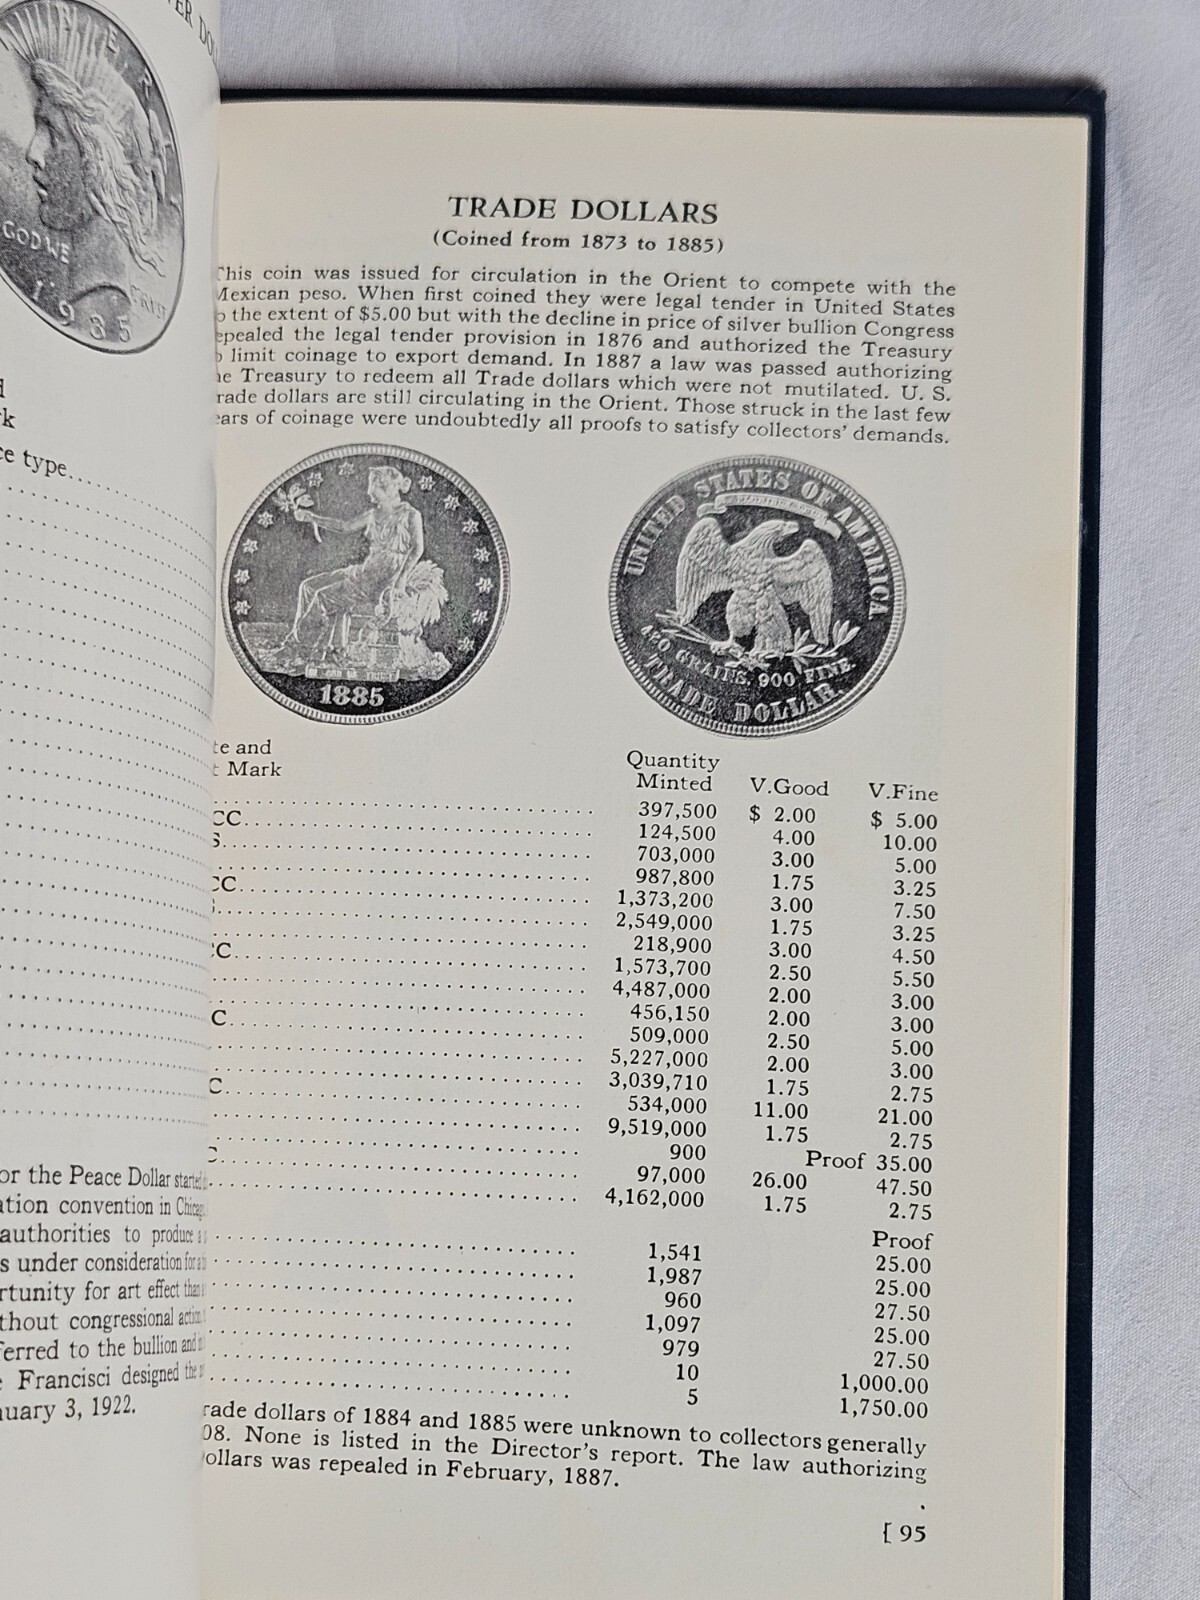 GOD WE
TRVST
1935
k
ce type
or the Peace Dollar started
ation convention in Chicago
authorities to produce a
s under consideration for a
rtunity for art effect than
thout congressional action
ferred to the bullion and
e Francisci designed the
uary 3, 1922.
TRADE DOLLARS
(Coined from 1873 to 1885)
This coin was issued for circulation in the Orient to compete with the
Mexican peso. When first coined they were legal tender in United States
o the extent of $5.00 but with the decline in price of silver bullion Congress
epealed the legal tender provision in 1876 and authorized the Treasury
o limit coinage to export demand. In 1887 a law was passed authorizing
he Treasury to redeem all Trade dollars which were not mutilated. U. S.
rade dollars are still circulating in the Orient. Those struck in the last few
ears of coinage were undoubtedly all proofs to satisfy collectors' demands.
1885
UNITED STATES OF AMERICA
420 GRAINS, 900 FINE.
TRADE DOLLAR.
te and
t Mark
Quantity
Minted V.Good V.Fine
397,500 $ 2.00 $ 5.00
CC 124,500 4.00 10.00
S 703,000 3.00 5.00
987,800 1.75 3.25
CC 1,373,200 3.00 7.50
2,549,000 1.75 3.25
218,900 3.00 4.50
CC 1,573,700 2.50 5.50
4,487,000 2.00 3.00
456,150 2.00 3.00
C 509,000 2.50 5.00
5,227,000 2.00 3.00
3,039,710 1.75 2.75
C 534,000 11.00 21.00
9,519,000 1.75 2.75
900 Proof 35.00
C 97,000 26.00 47.50
4,162,000 1.75 2.75
Proof
1,541 25.00
1,987 25.00
960 27.50
1,097 25.00
979 27.50
10 1,000.00
5 1,750.00
rade dollars of 1884 and 1885 were unknown to collectors generally
08. None is listed in the Director's report. The law authorizing
ollars was repealed in February, 1887.
[ 95